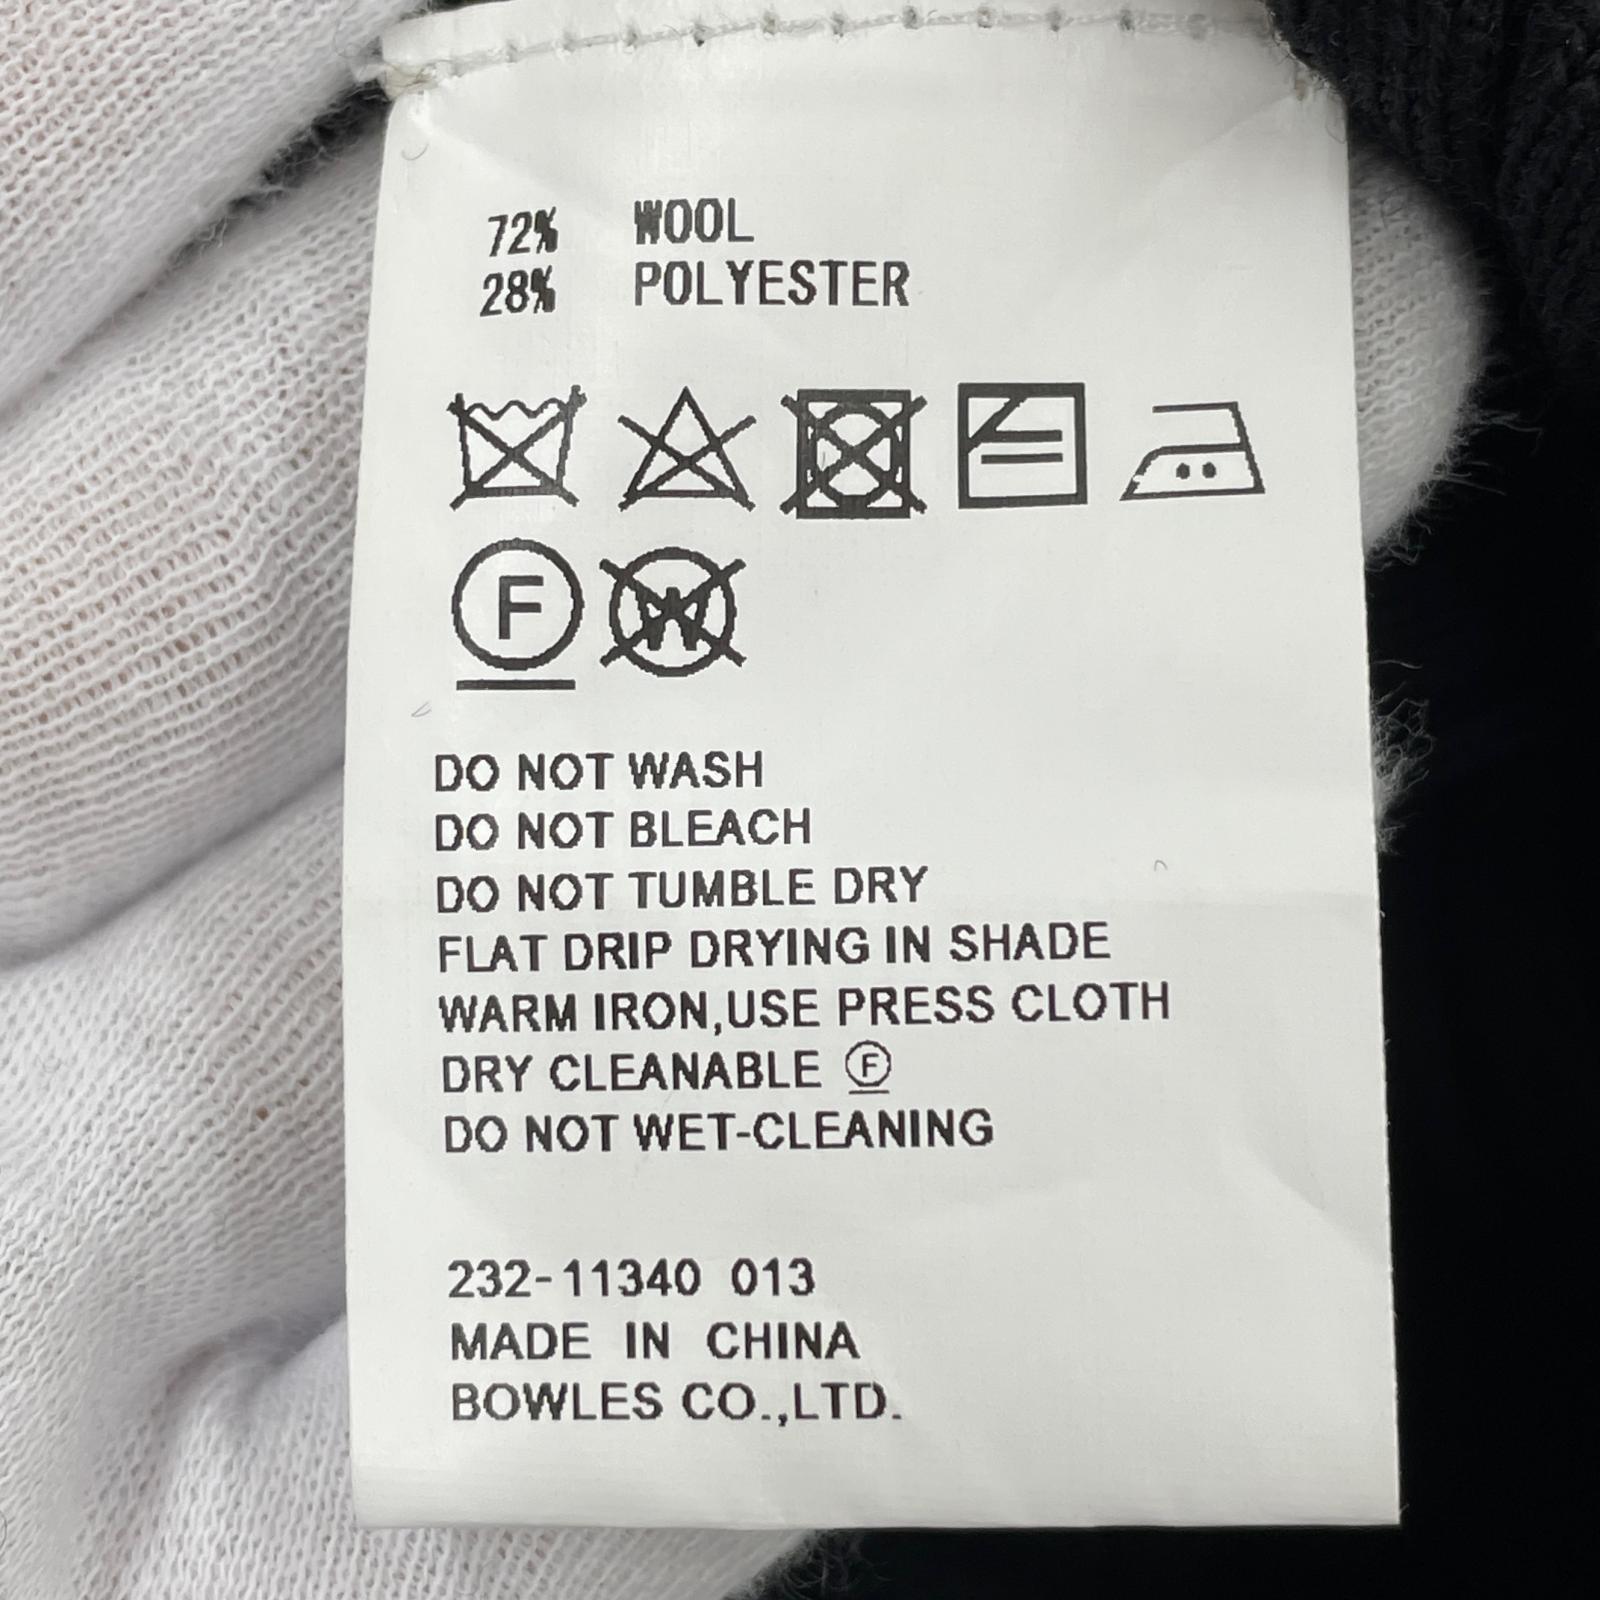 72% WOOL
28% POLYESTER
F W
DO NOT WASH
DO NOT BLEACH
DO NOT TUMBLE DRY
FLAT DRIP DRYING IN SHADE
WARM IRON,USE PRESS CLOTH
DRY CLEANABLE Ⓕ
DO NOT WET-CLEANING
232-11340 013
MADE IN CHINA
BOWLES CO.,LTD.